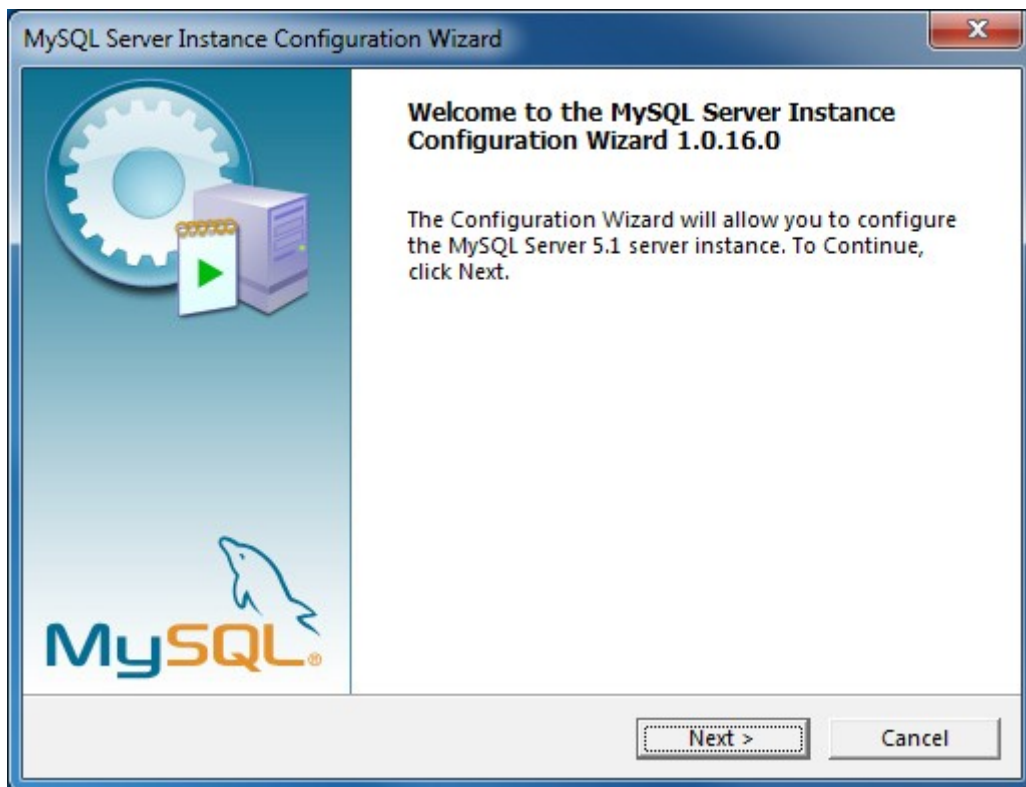 MySQL Server Instance Configuration Wizard
Welcome to the MySQL Server Instance
Configuration Wizard 1.0.16.0
The Configuration Wizard will allow you to configure
the MySQL Server 5.1 server instance. To Continue,
click Next.
MySQL®
Next >
Cancel